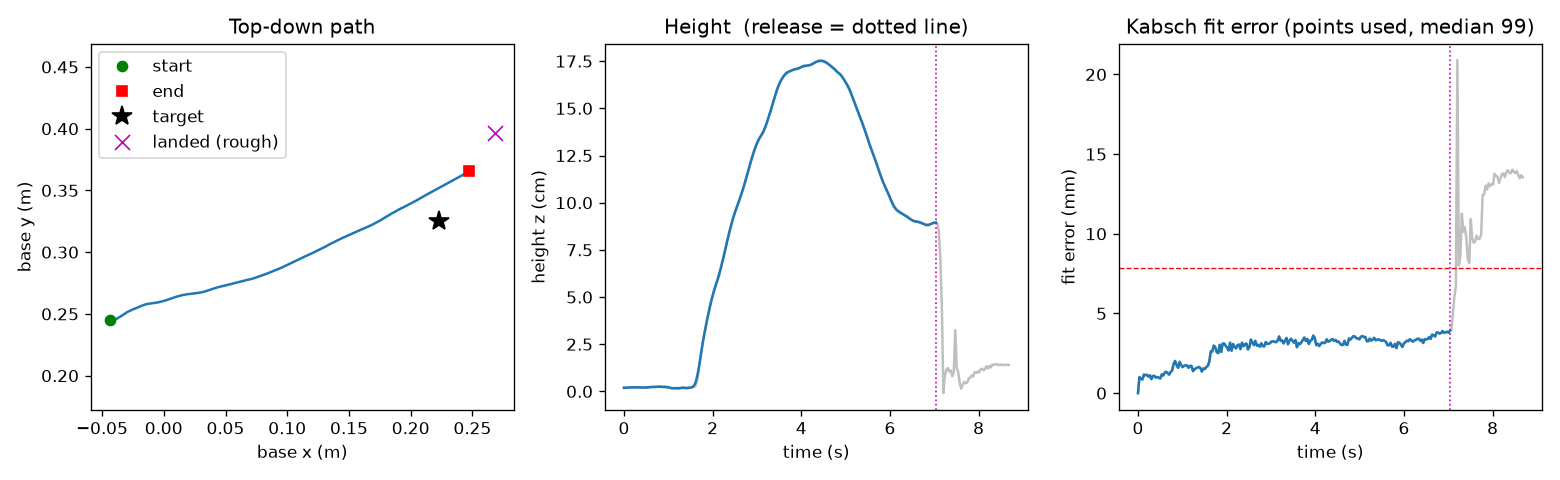 Top-down path
start
end
target
landed (rough)
0.45
0.40
0.35
0.30
0.25
0.20
base y (m)
−0.05 0.00 0.05 0.10 0.15 0.20 0.25
base x (m)
Height  (release = dotted line)
17.5
15.0
12.5
10.0
7.5
5.0
2.5
0.0
height z (cm)
0 2 4 6 8
time (s)
Kabsch fit error (points used, median 99)
20
15
10
5
0
fit error (mm)
0 2 4 6 8
time (s)